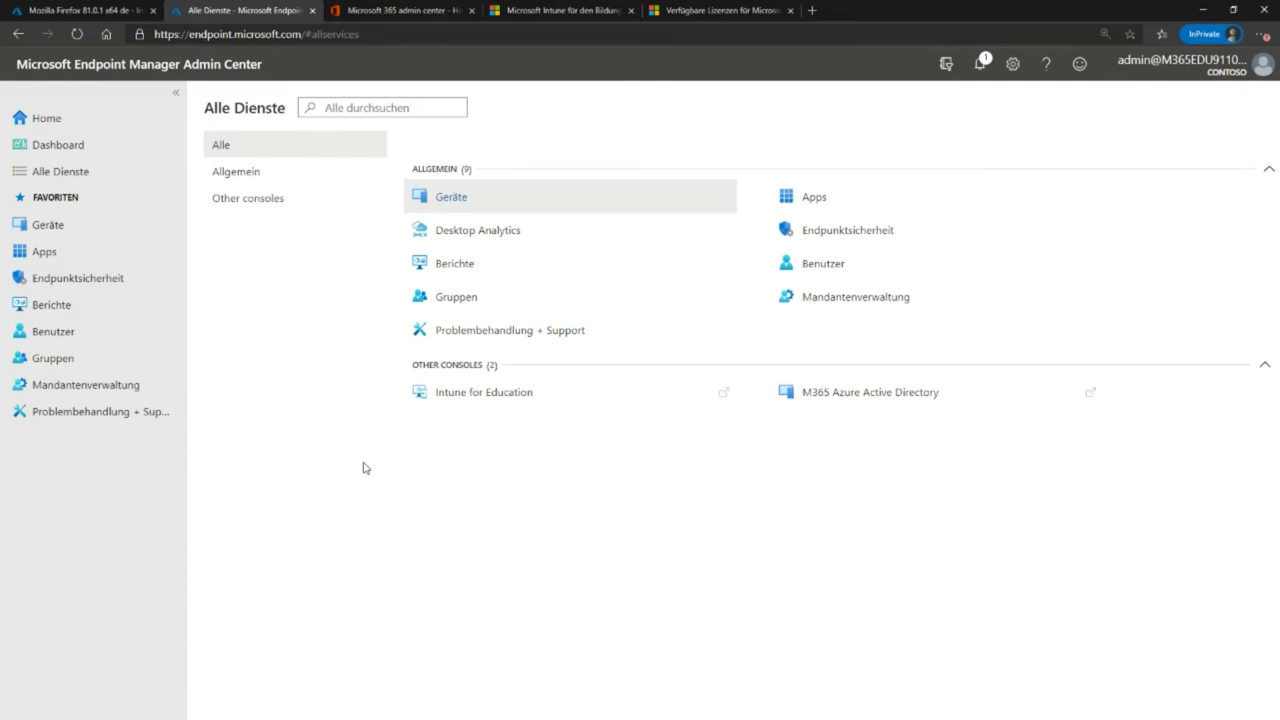 Mozilla Firefox 81.0.1 x64 de - In
Alle Dienste - Microsoft Endpoin
Microsoft 365 admin center - Ho
Microsoft Intune für den Bildung
Verfügbare Lizenzen für Microso
https://endpoint.microsoft.com/#allservices
InPrivate
Microsoft Endpoint Manager Admin Center
1
admin@M365EDU9110...
CONTOSO
Home
Dashboard
Alle Dienste
FAVORITEN
Geräte
Apps
Endpunktsicherheit
Berichte
Benutzer
Gruppen
Mandantenverwaltung
Problembehandlung + Sup...
Alle Dienste
Alle durchsuchen
Alle
Allgemein
Other consoles
ALLGEMEIN (9)
Geräte
Apps
Desktop Analytics
Endpunktsicherheit
Berichte
Benutzer
Gruppen
Mandantenverwaltung
Problembehandlung + Support
OTHER CONSOLES (2)
Intune for Education
M365 Azure Active Directory